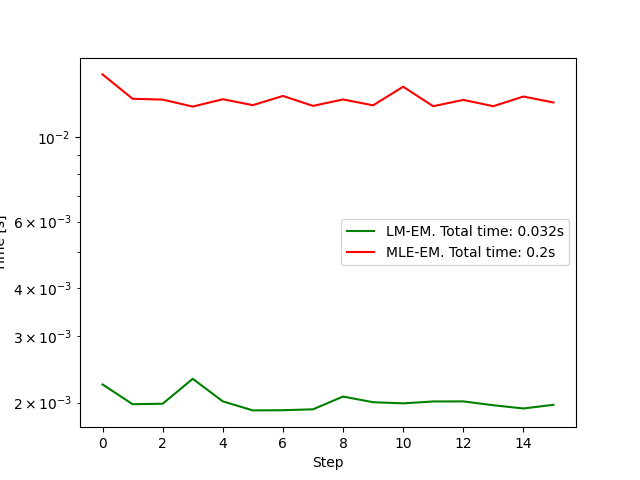 10⁻²
6 × 10⁻³
4 × 10⁻³
3 × 10⁻³
2 × 10⁻³
LM-EM. Total time: 0.032s
MLE-EM. Total time: 0.2s
0 2 4 6 8 10 12 14
Step